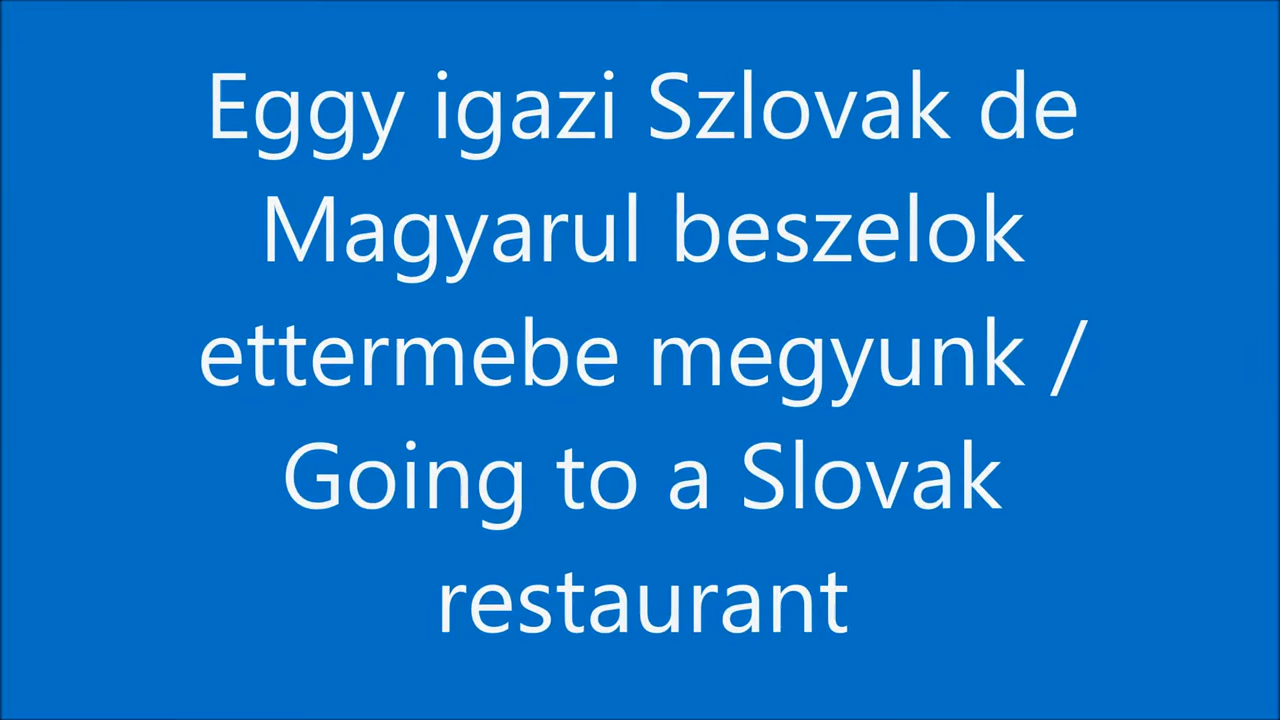 Eggy igazi Szlovak de
Magyarul beszelok
ettermebe megyunk /
Going to a Slovak
restaurant